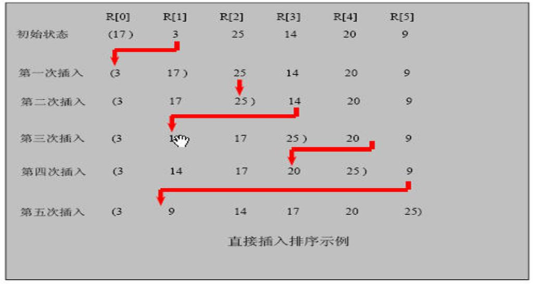 R[0] R[1] R[2] R[3] R[4] R[5]
初始状态 (17) 3 25 14 20 9
第一次插入 (3 17) 25 14 20 9
第二次插入 (3 17 25) 14 20 9
第三次插入 (3 17 25) 20 9
第四次插入 (3 14 17 20 25) 9
第五次插入 (3 9 14 17 20 25)
直接插入排序示例